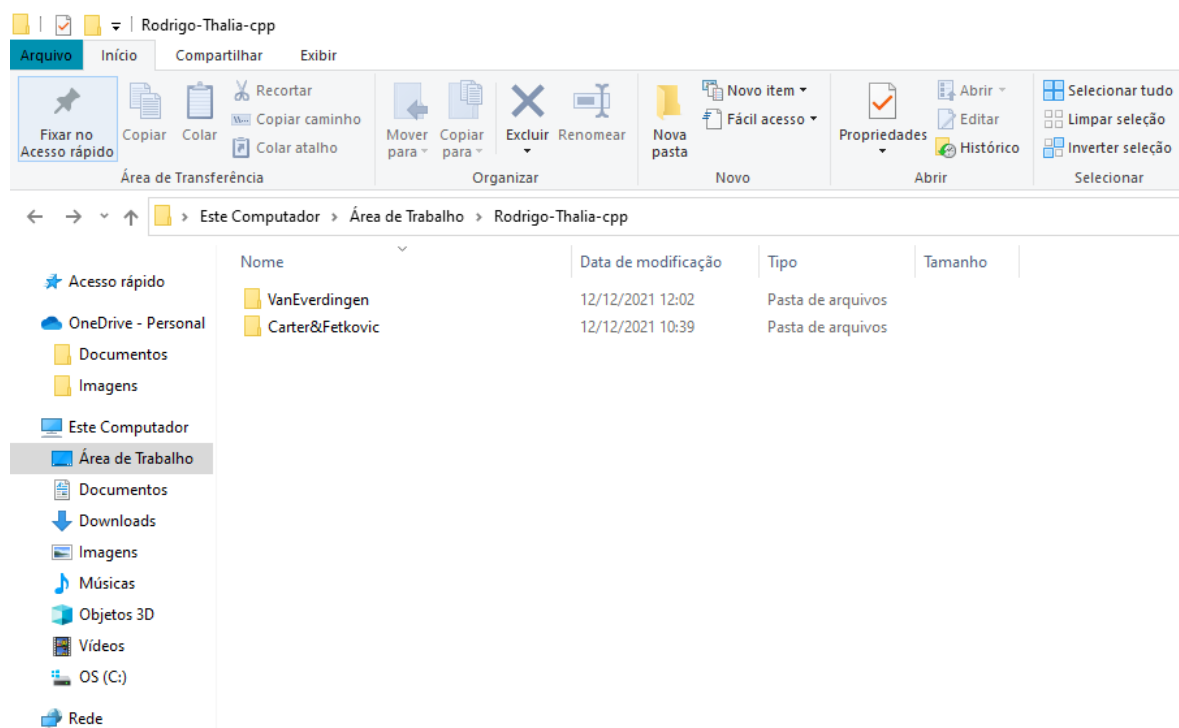 Rodrigo-Thalia-cpp
Arquivo Início Compartilhar Exibir
Fixar no Acesso rápido
Copiar
Colar
Recortar
Copiar caminho
Colar atalho
Área de Transferência
Mover para
Copiar para
Excluir
Renomear
Organizar
Nova pasta
Novo item
Fácil acesso
Novo
Propriedades
Abrir
Editar
Histórico
Abrir
Selecionar tudo
Limpar seleção
Inverter seleção
Selecionar
Este Computador > Área de Trabalho > Rodrigo-Thalia-cpp
Acesso rápido
OneDrive - Personal
Documentos
Imagens
Este Computador
Área de Trabalho
Documentos
Downloads
Imagens
Músicas
Objetos 3D
Vídeos
OS (C:)
Rede
Nome Data de modificação Tipo Tamanho
VanEverdingen 12/12/2021 12:02 Pasta de arquivos
Carter&Fetkovic 12/12/2021 10:39 Pasta de arquivos